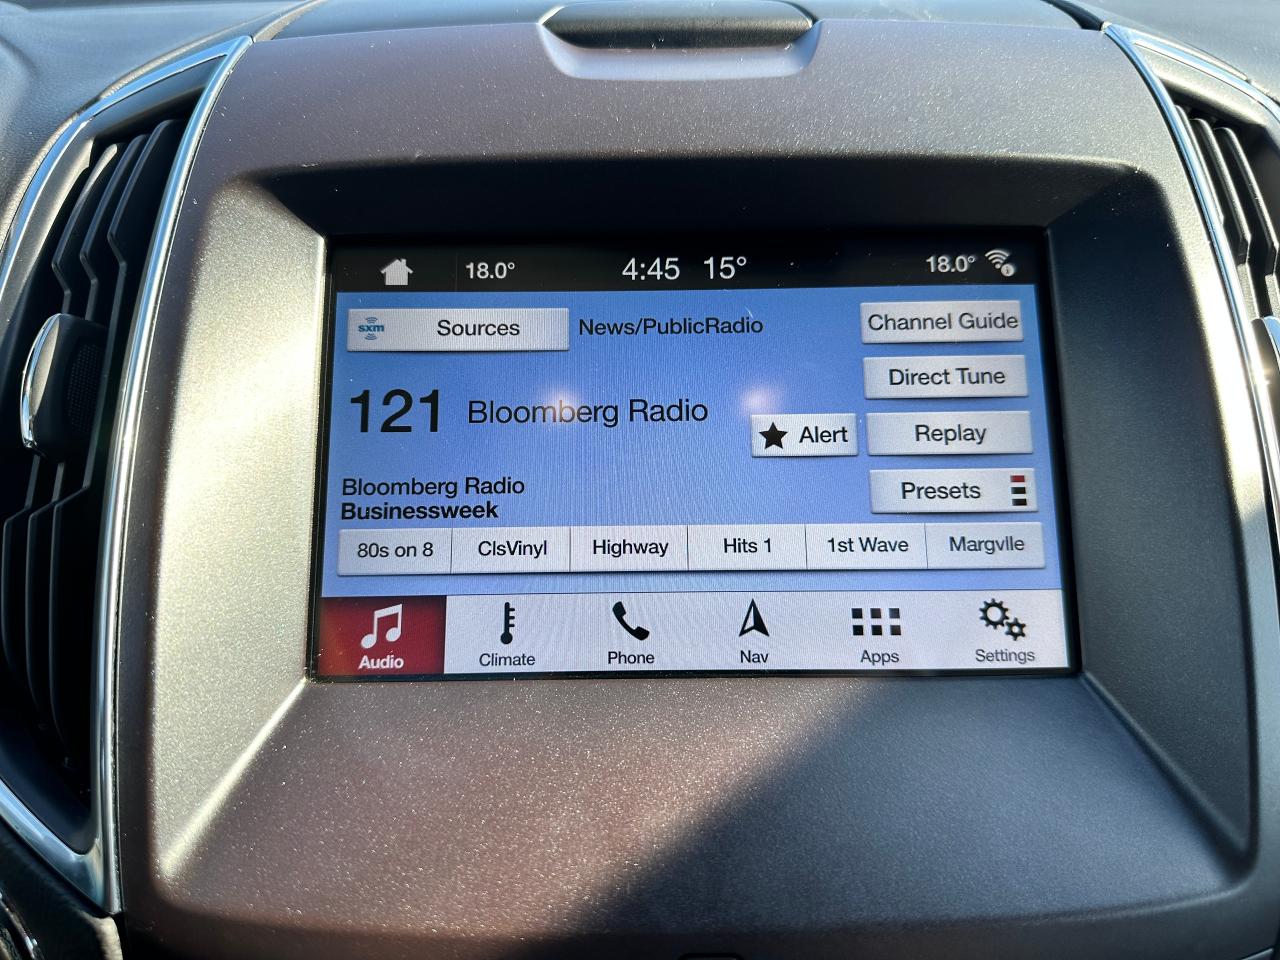 18.0° 4:45 15° 18.0°
sxm Sources News/PublicRadio Channel Guide
Direct Tune
121 Bloomberg Radio
Alert Replay
Bloomberg Radio Presets
Businessweek
80s on 8 ClsVinyl Highway Hits 1 1st Wave Margvlle
Audio Climate Phone Nav Apps Settings